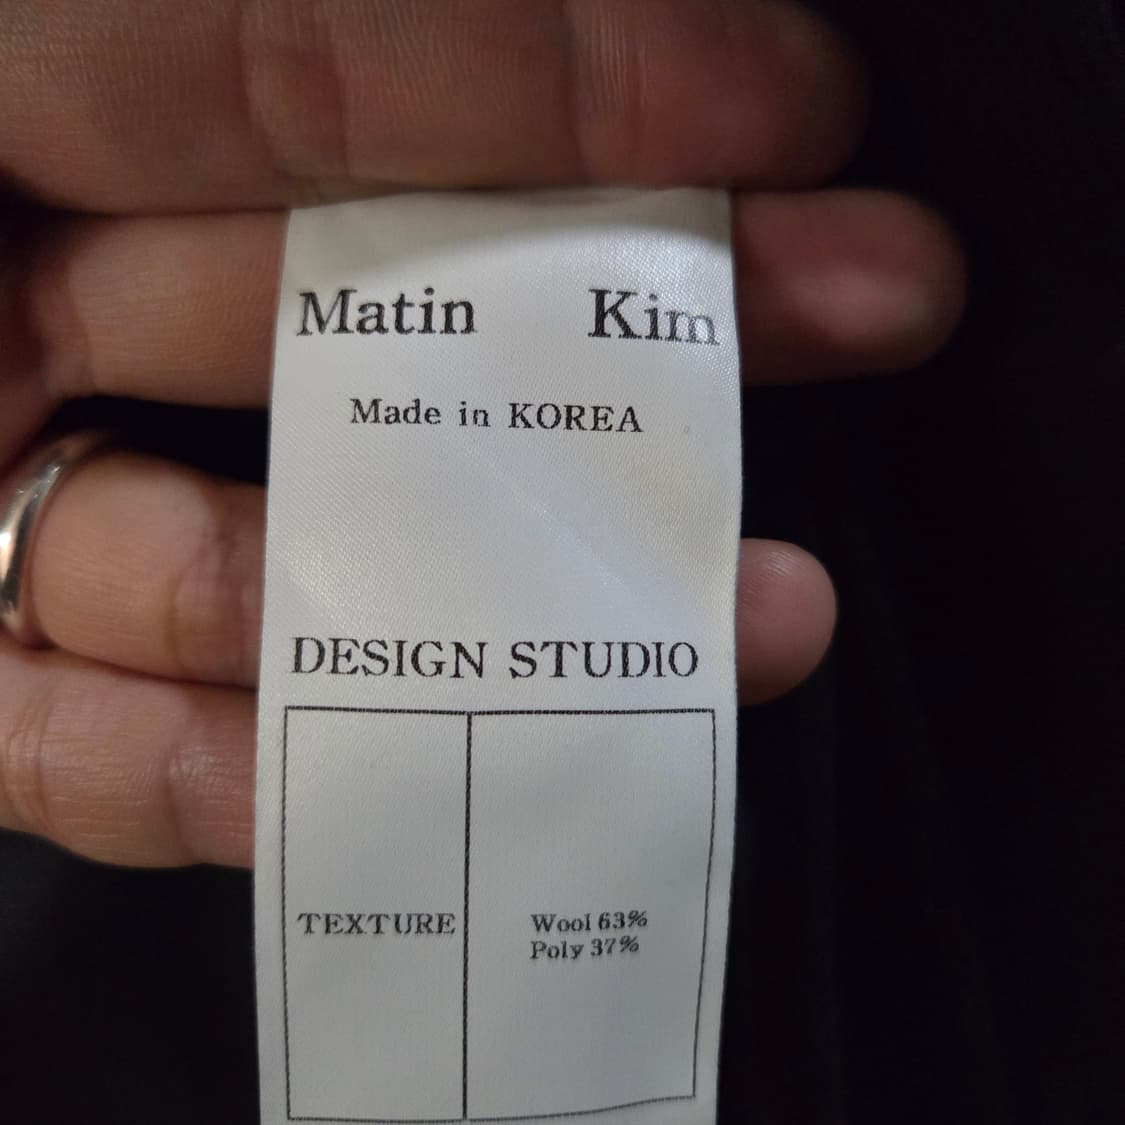 Matin Kim
Made in KOREA
DESIGN STUDIO
TEXTURE
Wool 63%
Poly 37%